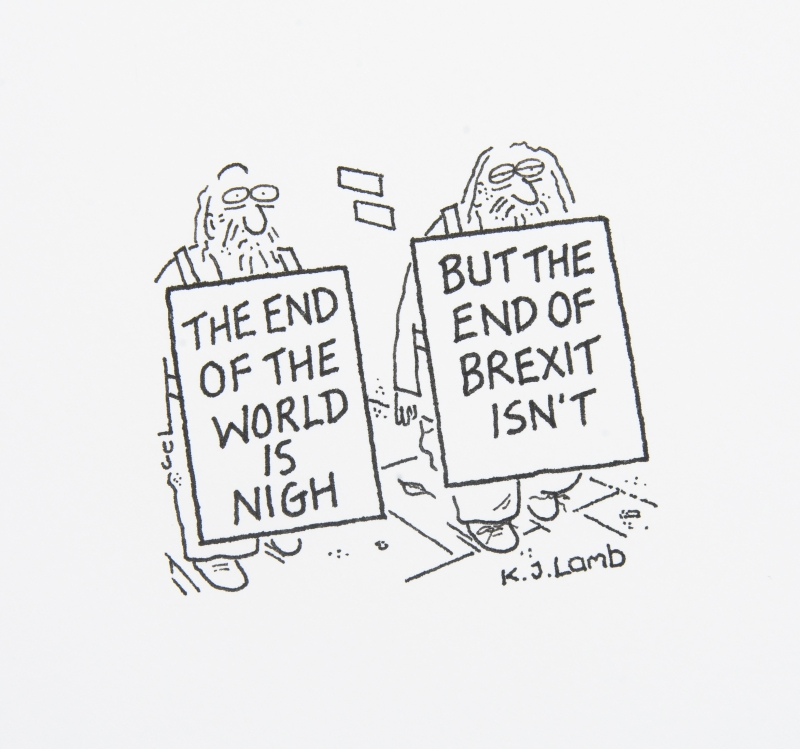 THE END
OF THE
WORLD
IS
NIGH
BUT THE
END OF
BREXIT
ISN'T
K.J.Lamb